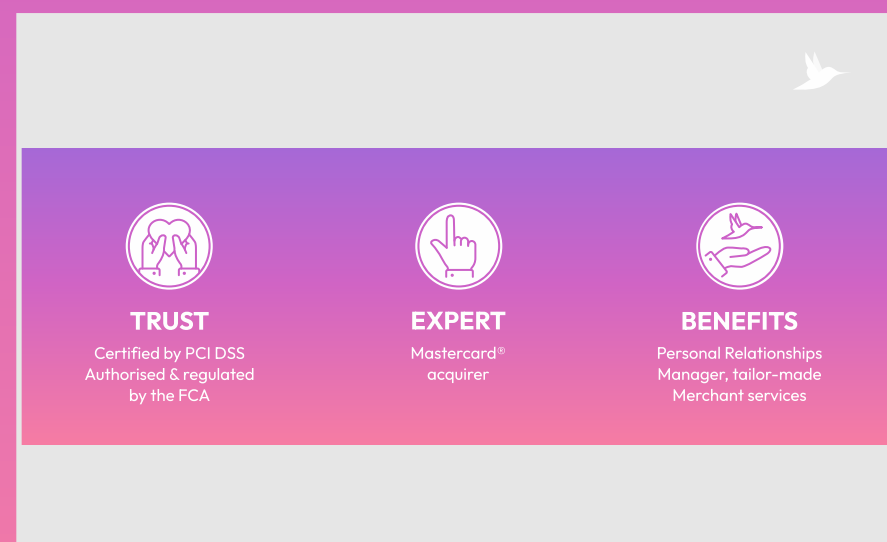 TRUST
Certified by PCI DSS
Authorised & regulated
by the FCA
EXPERT
Mastercard®
acquirer
BENEFITS
Personal Relationships
Manager, tailor-made
Merchant services